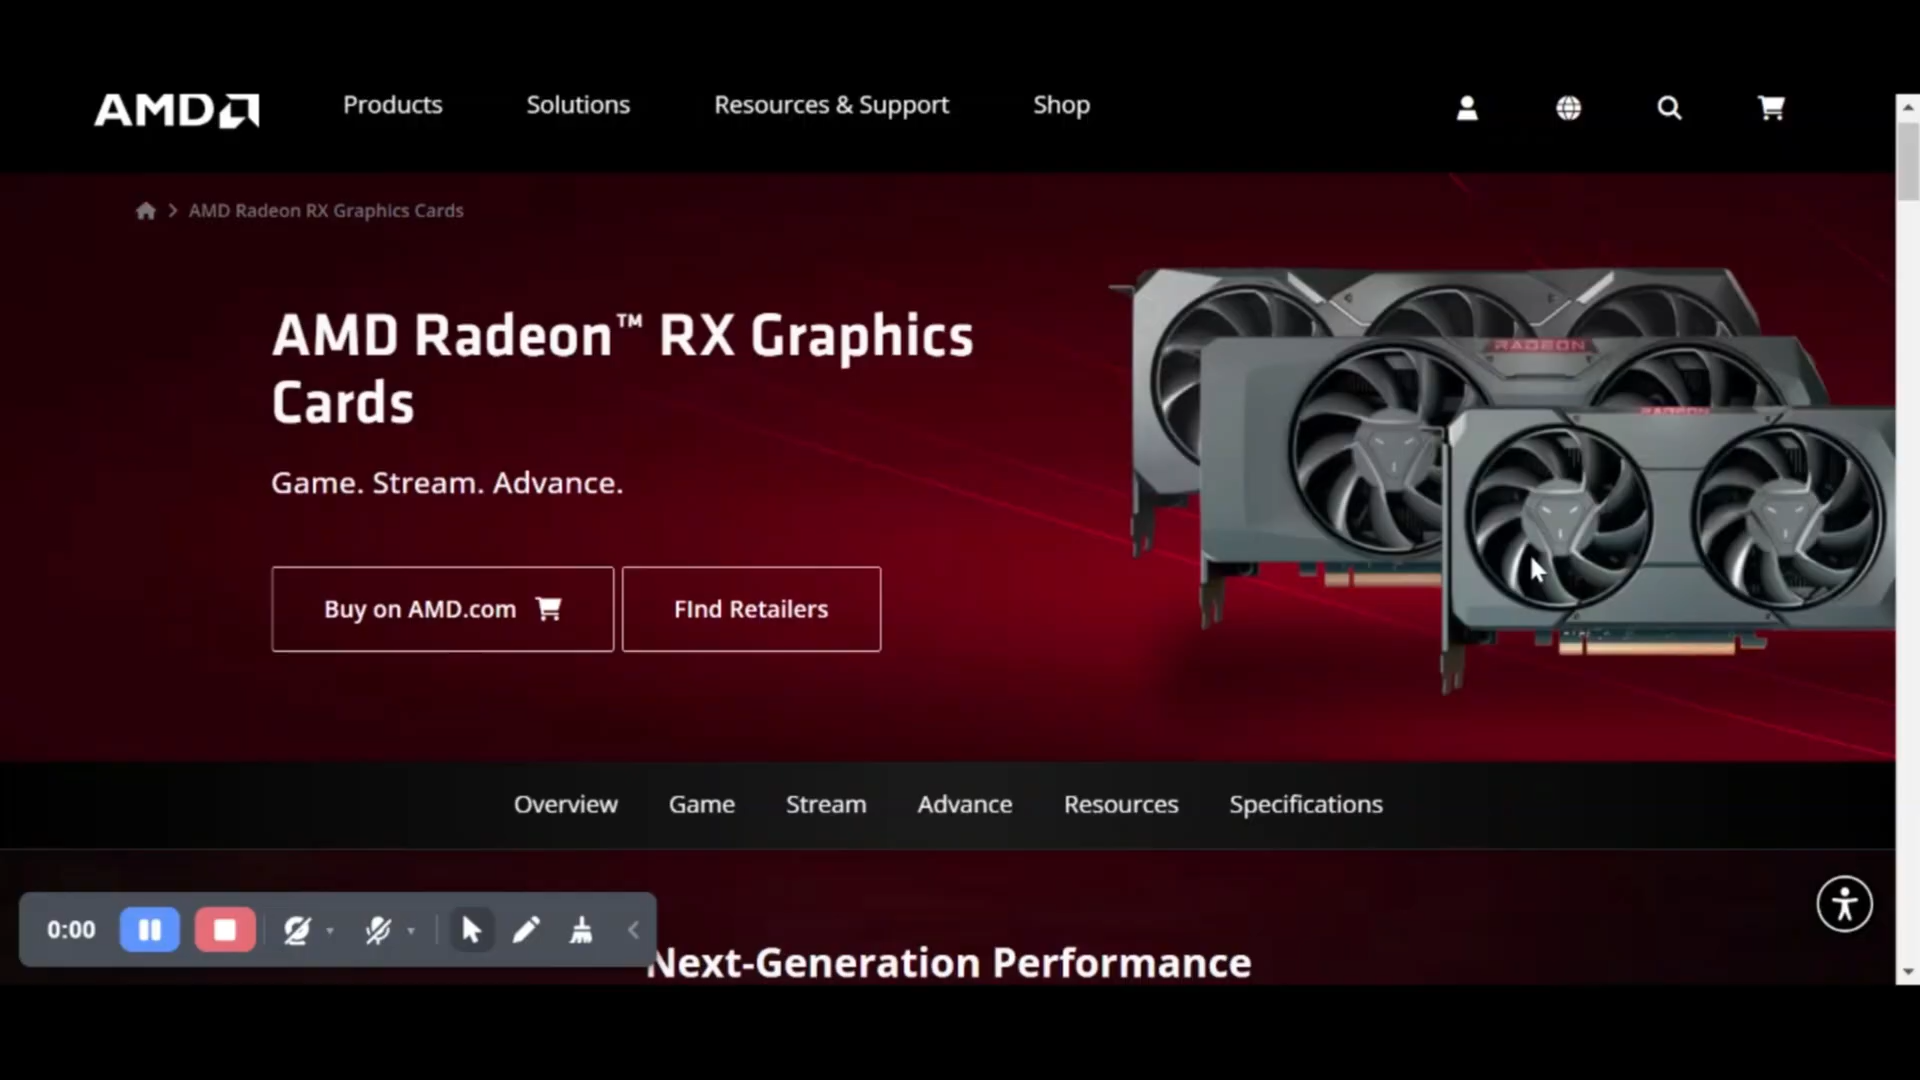 AMD
Products
Solutions
Resources & Support
Shop
AMD Radeon RX Graphics Cards
AMD Radeon™ RX Graphics
Cards
Game. Stream. Advance.
Buy on AMD.com
FInd Retailers
RADEON
RADEON
Overview
Game
Stream
Advance
Resources
Specifications
0:00
Next-Generation Performance